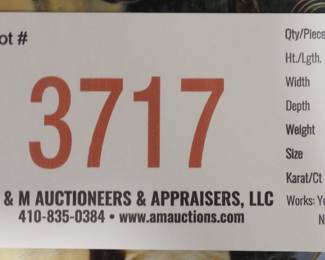 ot #
3717
& M AUCTIONEERS & APPRAISERS, LLC
410-835-0384 • www.amauctions.com
Qty/Piece
Ht./Lgth.
Width
Depth
Weight
Size
Karat/Ct
Works: Ye
N